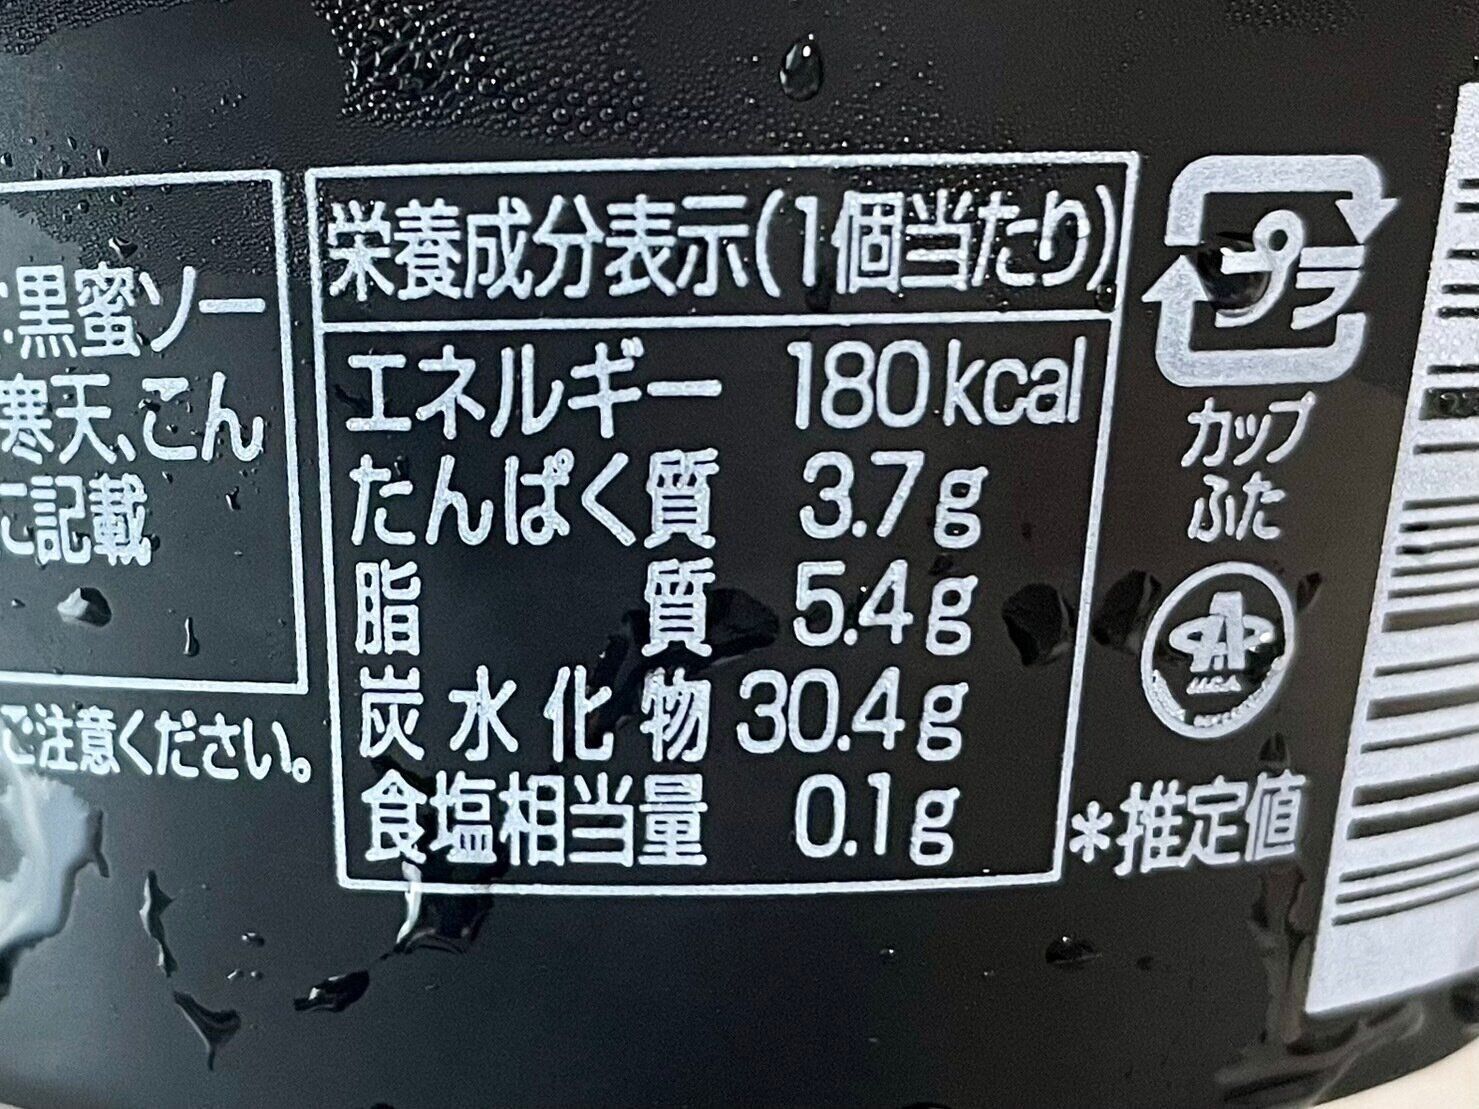 :黒蜜ソー
寒天、こん
に記載
ご注意ください。
栄養成分表示(1個当たり)
エネルギー 180kcal
たんぱく質 3.7g
脂質 5.4g
炭水化物 30.4g
食塩相当量 0.1g
*推定値
プラ
カップ
ふた